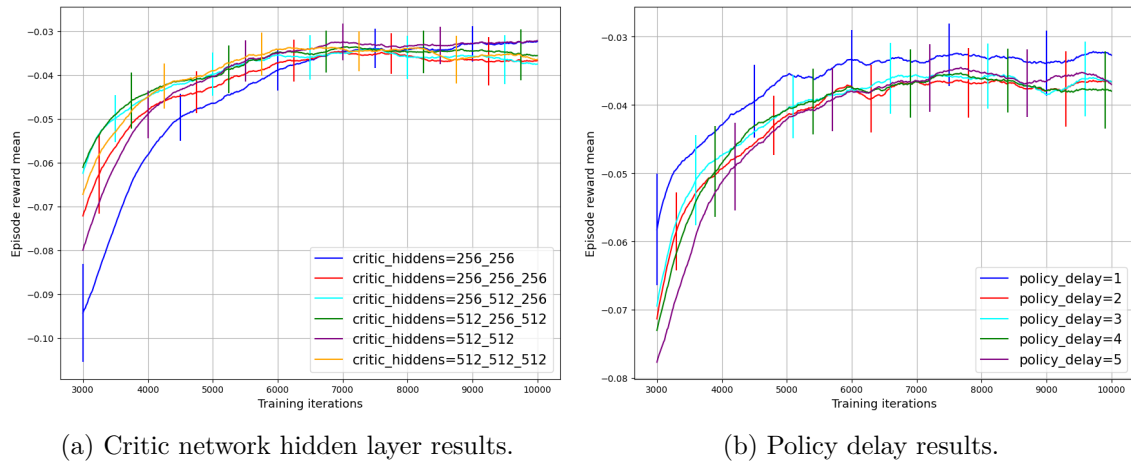 −0.03
−0.04
−0.05
−0.06
−0.07
−0.08
−0.09
−0.10
Episode reward mean
3000 4000 5000 6000 7000 8000 9000 10000
Training iterations
critic_hiddens=256_256
critic_hiddens=256_256_256
critic_hiddens=256_512_256
critic_hiddens=512_256_512
critic_hiddens=512_512
critic_hiddens=512_512_512
(a) Critic network hidden layer results.
−0.03
−0.04
−0.05
−0.06
−0.07
−0.08
Episode reward mean
3000 4000 5000 6000 7000 8000 9000 10000
Training iterations
policy_delay=1
policy_delay=2
policy_delay=3
policy_delay=4
policy_delay=5
(b) Policy delay results.